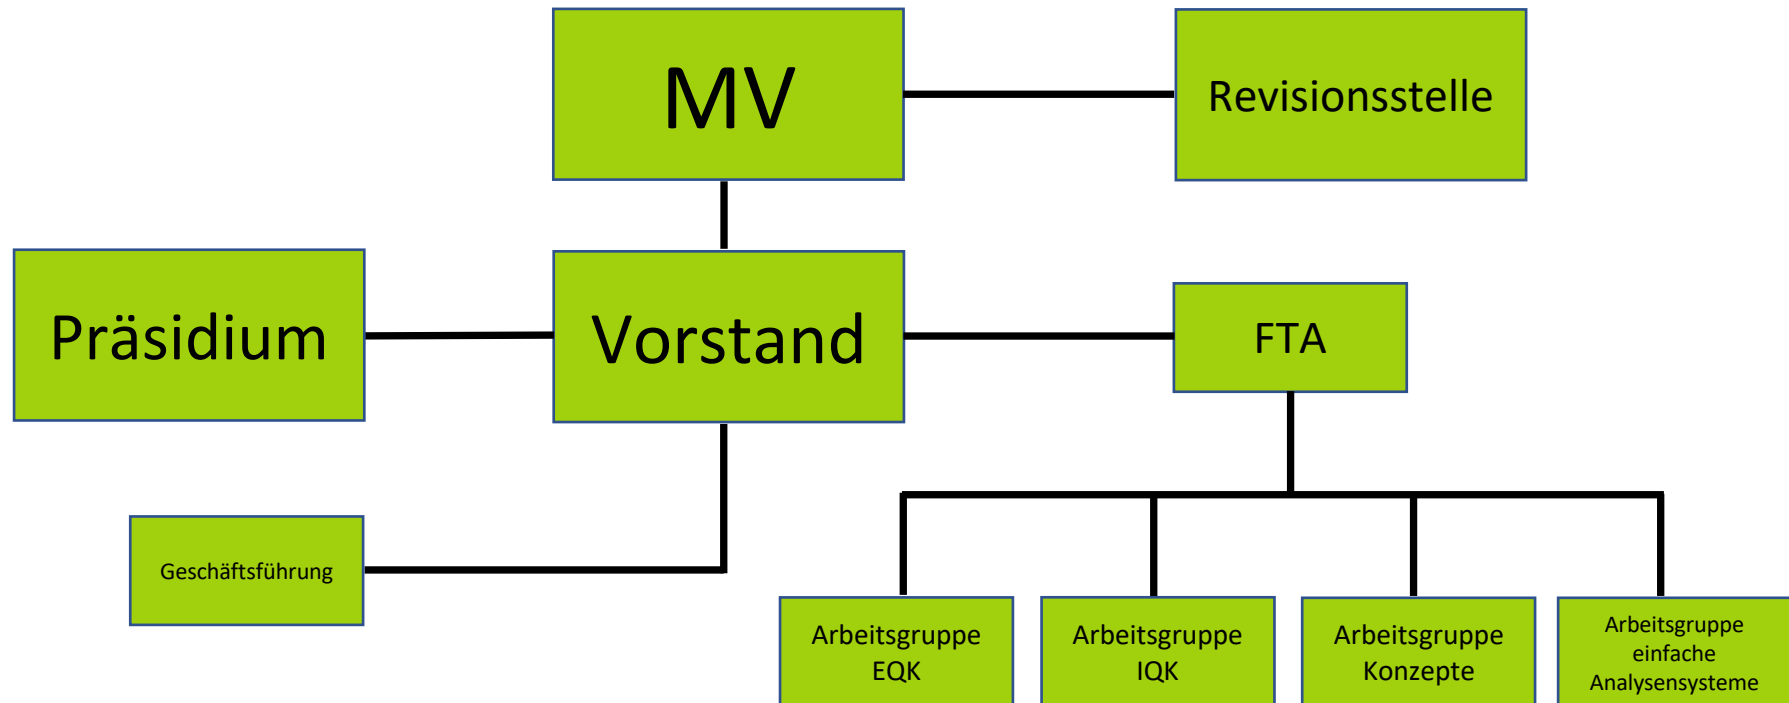 MV
Revisionsstelle
Präsidium
Vorstand
FTA
Geschäftsführung
Arbeitsgruppe
EQK
Arbeitsgruppe
IQK
Arbeitsgruppe
Konzepte
Arbeitsgruppe
einfache
Analysensysteme